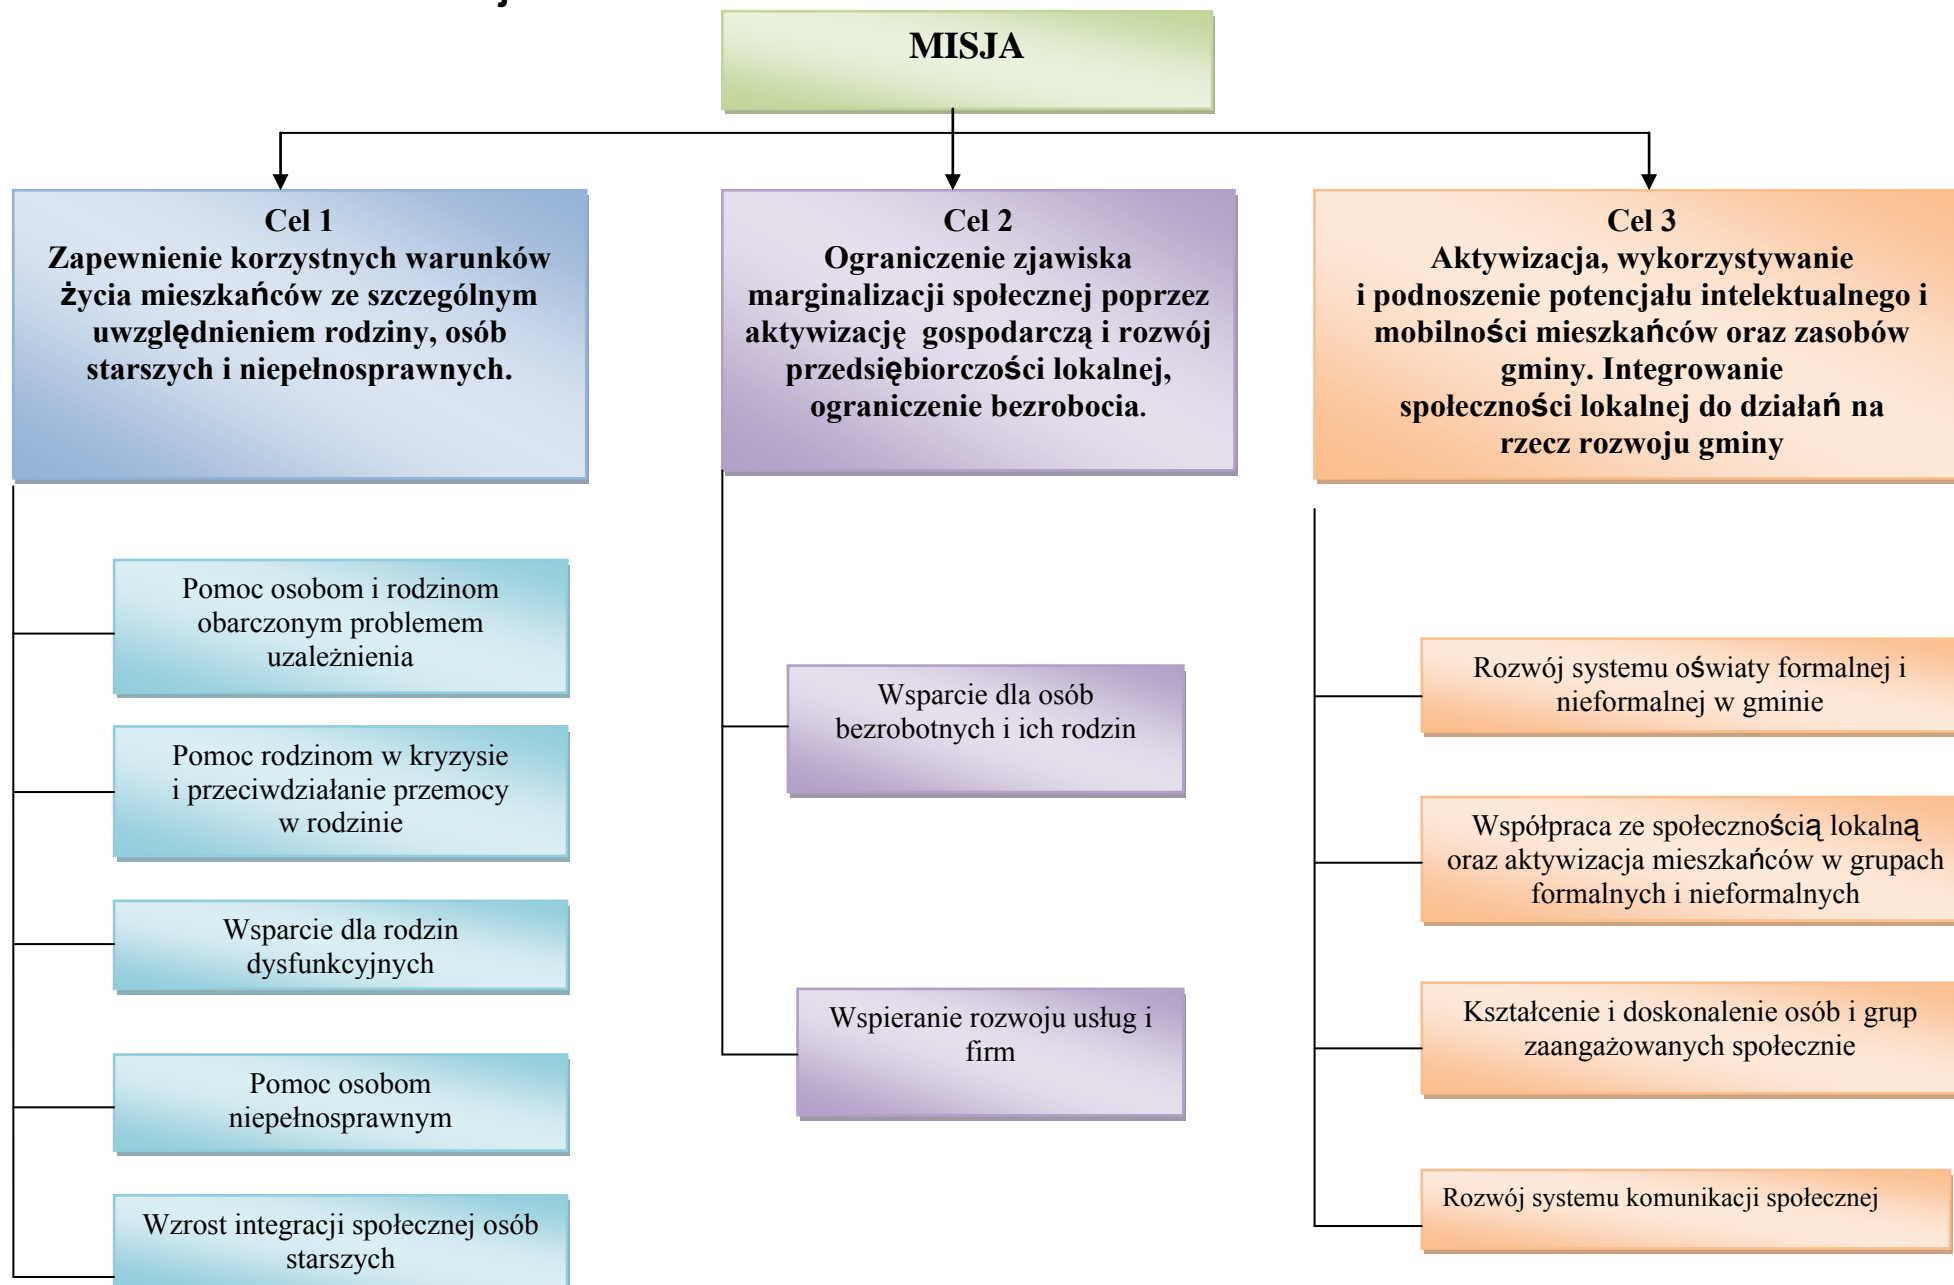 MISJA
Cel 1
Zapewnienie korzystnych warunków
życia mieszkańców ze szczególnym
uwzględnieniem rodziny, osób
starszych i niepełnosprawnych.
Cel 2
Ograniczenie zjawiska
marginalizacji społecznej poprzez
aktywizację gospodarczą i rozwój
przedsiębiorczości lokalnej,
ograniczenie bezrobocia.
Cel 3
Aktywizacja, wykorzystywanie
i podnoszenie potencjału intelektualnego i
mobilności mieszkańców oraz zasobów
gminy. Integrowanie
społeczności lokalnej do działań na
rzecz rozwoju gminy
Pomoc osobom i rodzinom
obarczonym problemem
uzależnienia
Pomoc rodzinom w kryzysie
i przeciwdziałanie przemocy
w rodzinie
Wsparcie dla rodzin
dysfunkcyjnych
Pomoc osobom
niepełnosprawnym
Wzrost integracji społecznej osób
starszych
Wsparcie dla osób
bezrobotnych i ich rodzin
Wspieranie rozwoju usług i
firm
Rozwój systemu oświaty formalnej i
nieformalnej w gminie
Współpraca ze społecznością lokalną
oraz aktywizacja mieszkańców w grupach
formalnych i nieformalnych
Kształcenie i doskonalenie osób i grup
zaangażowanych społecznie
Rozwój systemu komunikacji społecznej